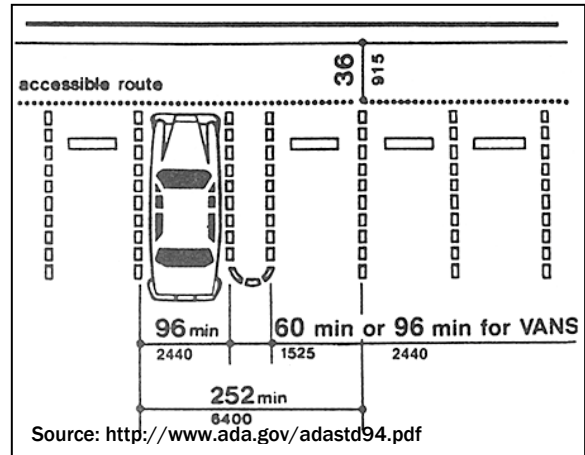 36
915
accessible route
96 min
2440
60 min or 96 min for VANS
1525
2440
252 min
6400
Source: http://www.ada.gov/adastd94.pdf